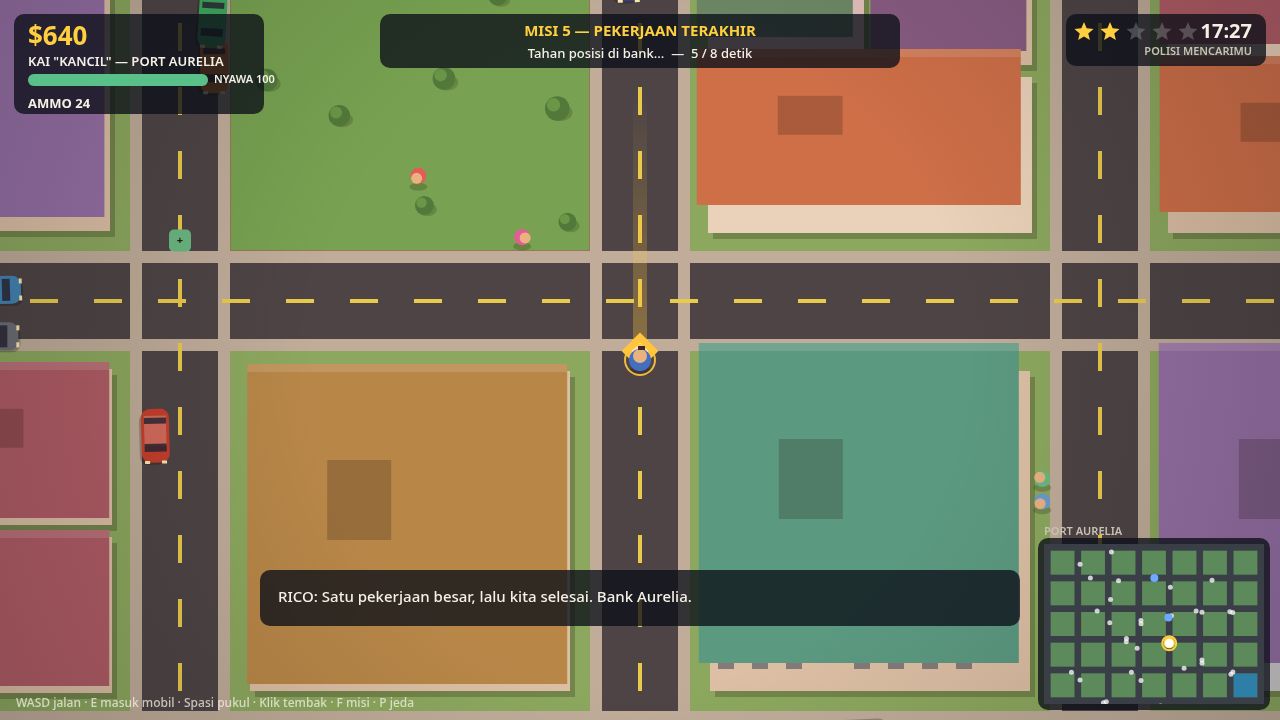 $640
KAI "KANCIL" — PORT AURELIA
NYAWA 100
AMMO 24
MISI 5 — PEKERJAAN TERAKHIR
Tahan posisi di bank... — 5 / 8 detik
17:27
POLISI MENCARIMU
+
RICO: Satu pekerjaan besar, lalu kita selesai. Bank Aurelia.
PORT AURELIA
WASD jalan · E masuk mobil · Spasi pukul · Klik tembak · F misi · P jeda